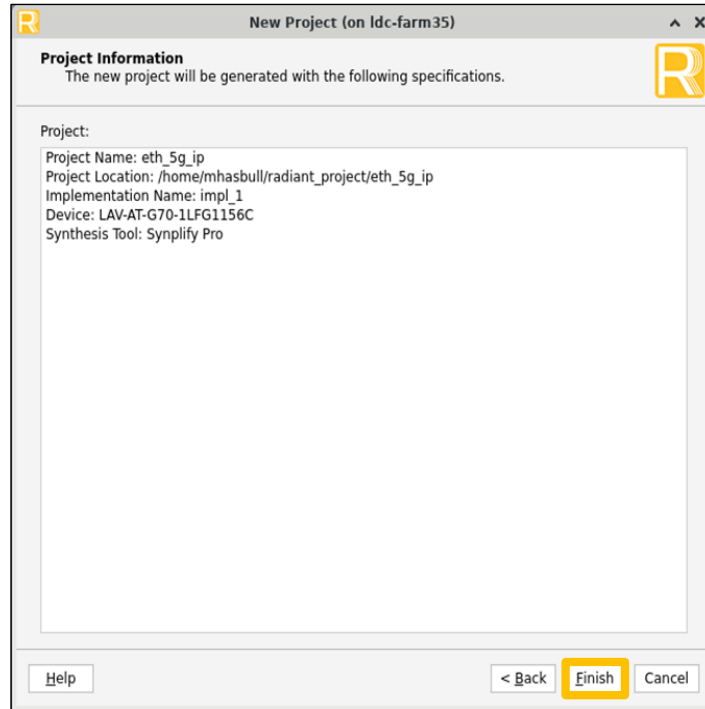 New Project (on ldc-farm35)
Project Information
The new project will be generated with the following specifications.
Project:
Project Name: eth_5g_ip
Project Location: /home/mhasbull/radiant_project/eth_5g_ip
Implementation Name: impl_1
Device: LAV-AT-G70-1LFG1156C
Synthesis Tool: Synplify Pro
Help
< Back
Finish
Cancel